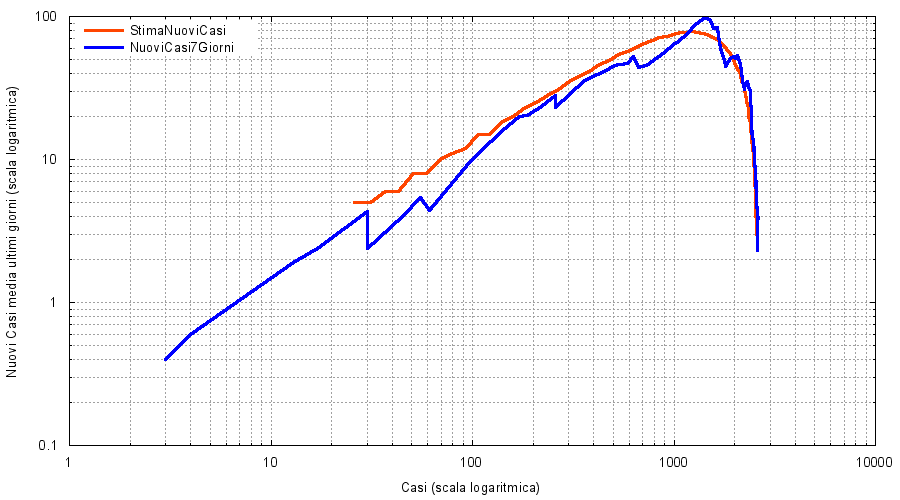 100
StimaNuoviCasi
NuoviCasi7Giorni
10
1
0.1
Nuovi Casi media ultimi giorni (scala logaritmica)
1
10
100
1000
10000
Casi (scala logaritmica)